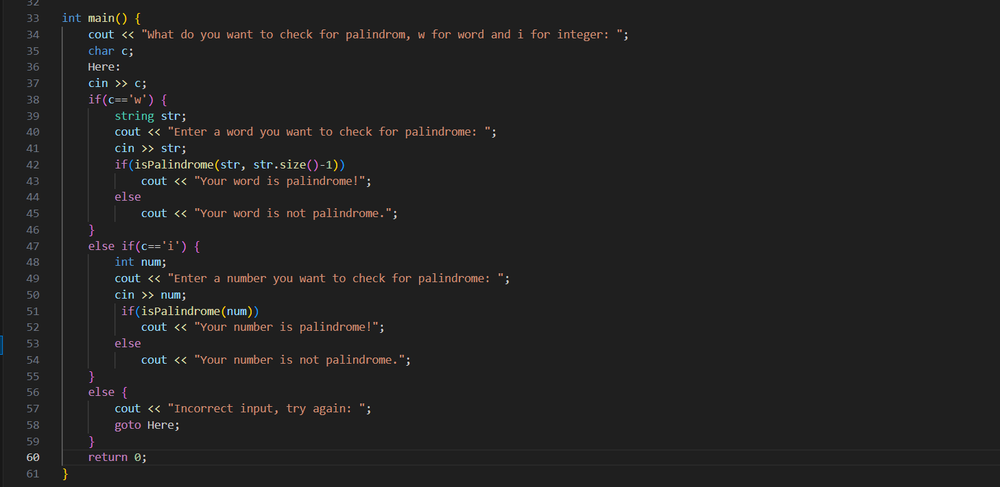 32
33 int main() {
34     cout << "What do you want to check for palindrom, w for word and i for integer: ";
35     char c;
36     Here:
37     cin >> c;
38     if(c=='w') {
39         string str;
40         cout << "Enter a word you want to check for palindrome: ";
41         cin >> str;
42         if(isPalindrome(str, str.size()-1))
43             cout << "Your word is palindrome!";
44         else
45             cout << "Your word is not palindrome.";
46     }
47     else if(c=='i') {
48         int num;
49         cout << "Enter a number you want to check for palindrome: ";
50         cin >> num;
51          if(isPalindrome(num))
52             cout << "Your number is palindrome!";
53         else
54             cout << "Your number is not palindrome.";
55     }
56     else {
57         cout << "Incorrect input, try again: ";
58         goto Here;
59     }
60     return 0;
61 }